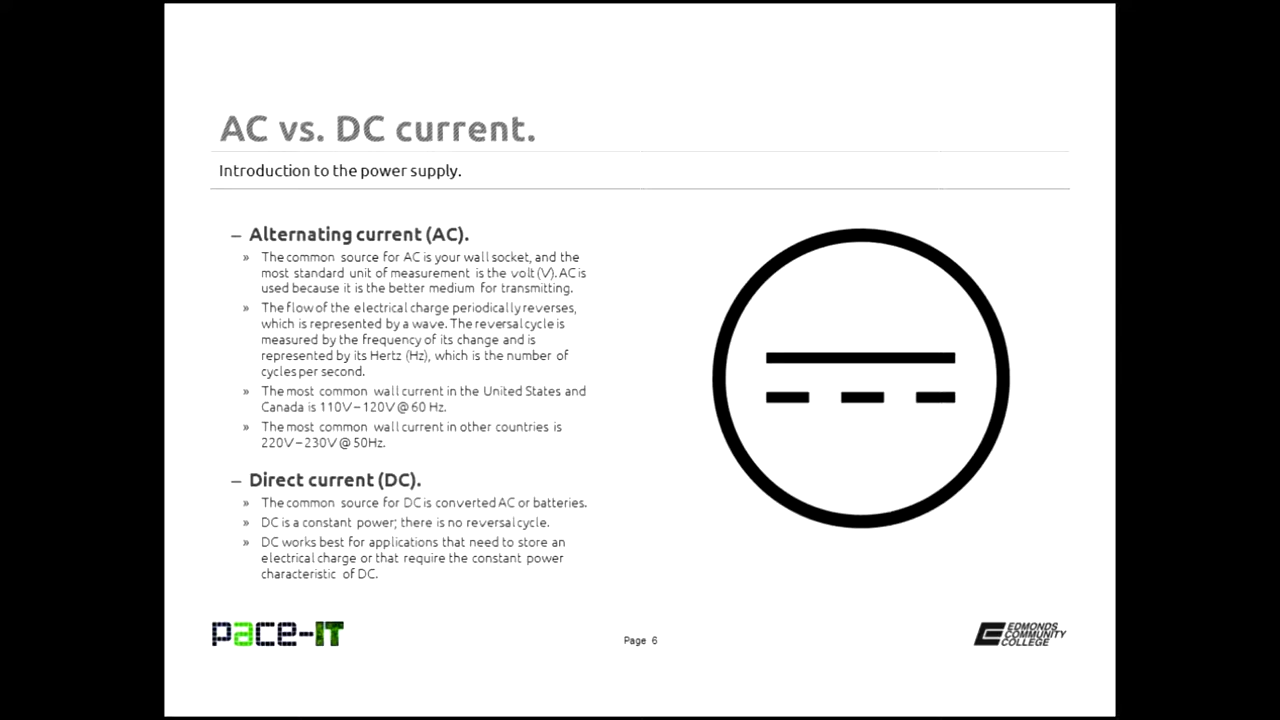 AC vs. DC current.
Introduction to the power supply.
– Alternating current (AC).
» The common source for AC is your wall socket, and the
most standard unit of measurement is the volt (V). AC is
used because it is the better medium for transmitting.
» The flow of the electrical charge periodically reverses,
which is represented by a wave. The reversal cycle is
measured by the frequency of its change and is
represented by its Hertz (Hz), which is the number of
cycles per second.
» The most common wall current in the United States and
Canada is 110V – 120V @ 60 Hz.
» The most common wall current in other countries is
220V – 230V @ 50Hz.
– Direct current (DC).
» The common source for DC is converted AC or batteries.
» DC is a constant power; there is no reversal cycle.
» DC works best for applications that need to store an
electrical charge or that require the constant power
characteristic of DC.
pace-IT
Page 6
EDMONDS
COMMUNITY
COLLEGE